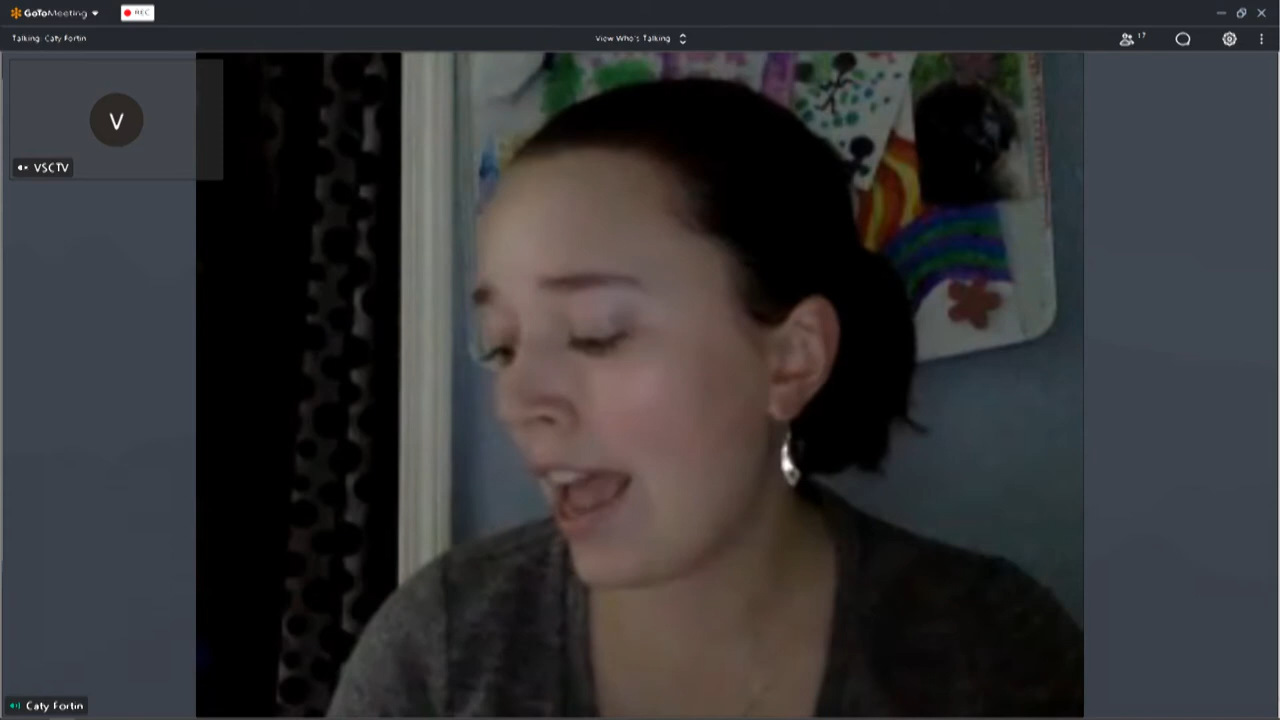 GoToMeeting
REC
Talking: Caty Fortin
View Who's Talking
17
V
VSCTV
Caty Fortin